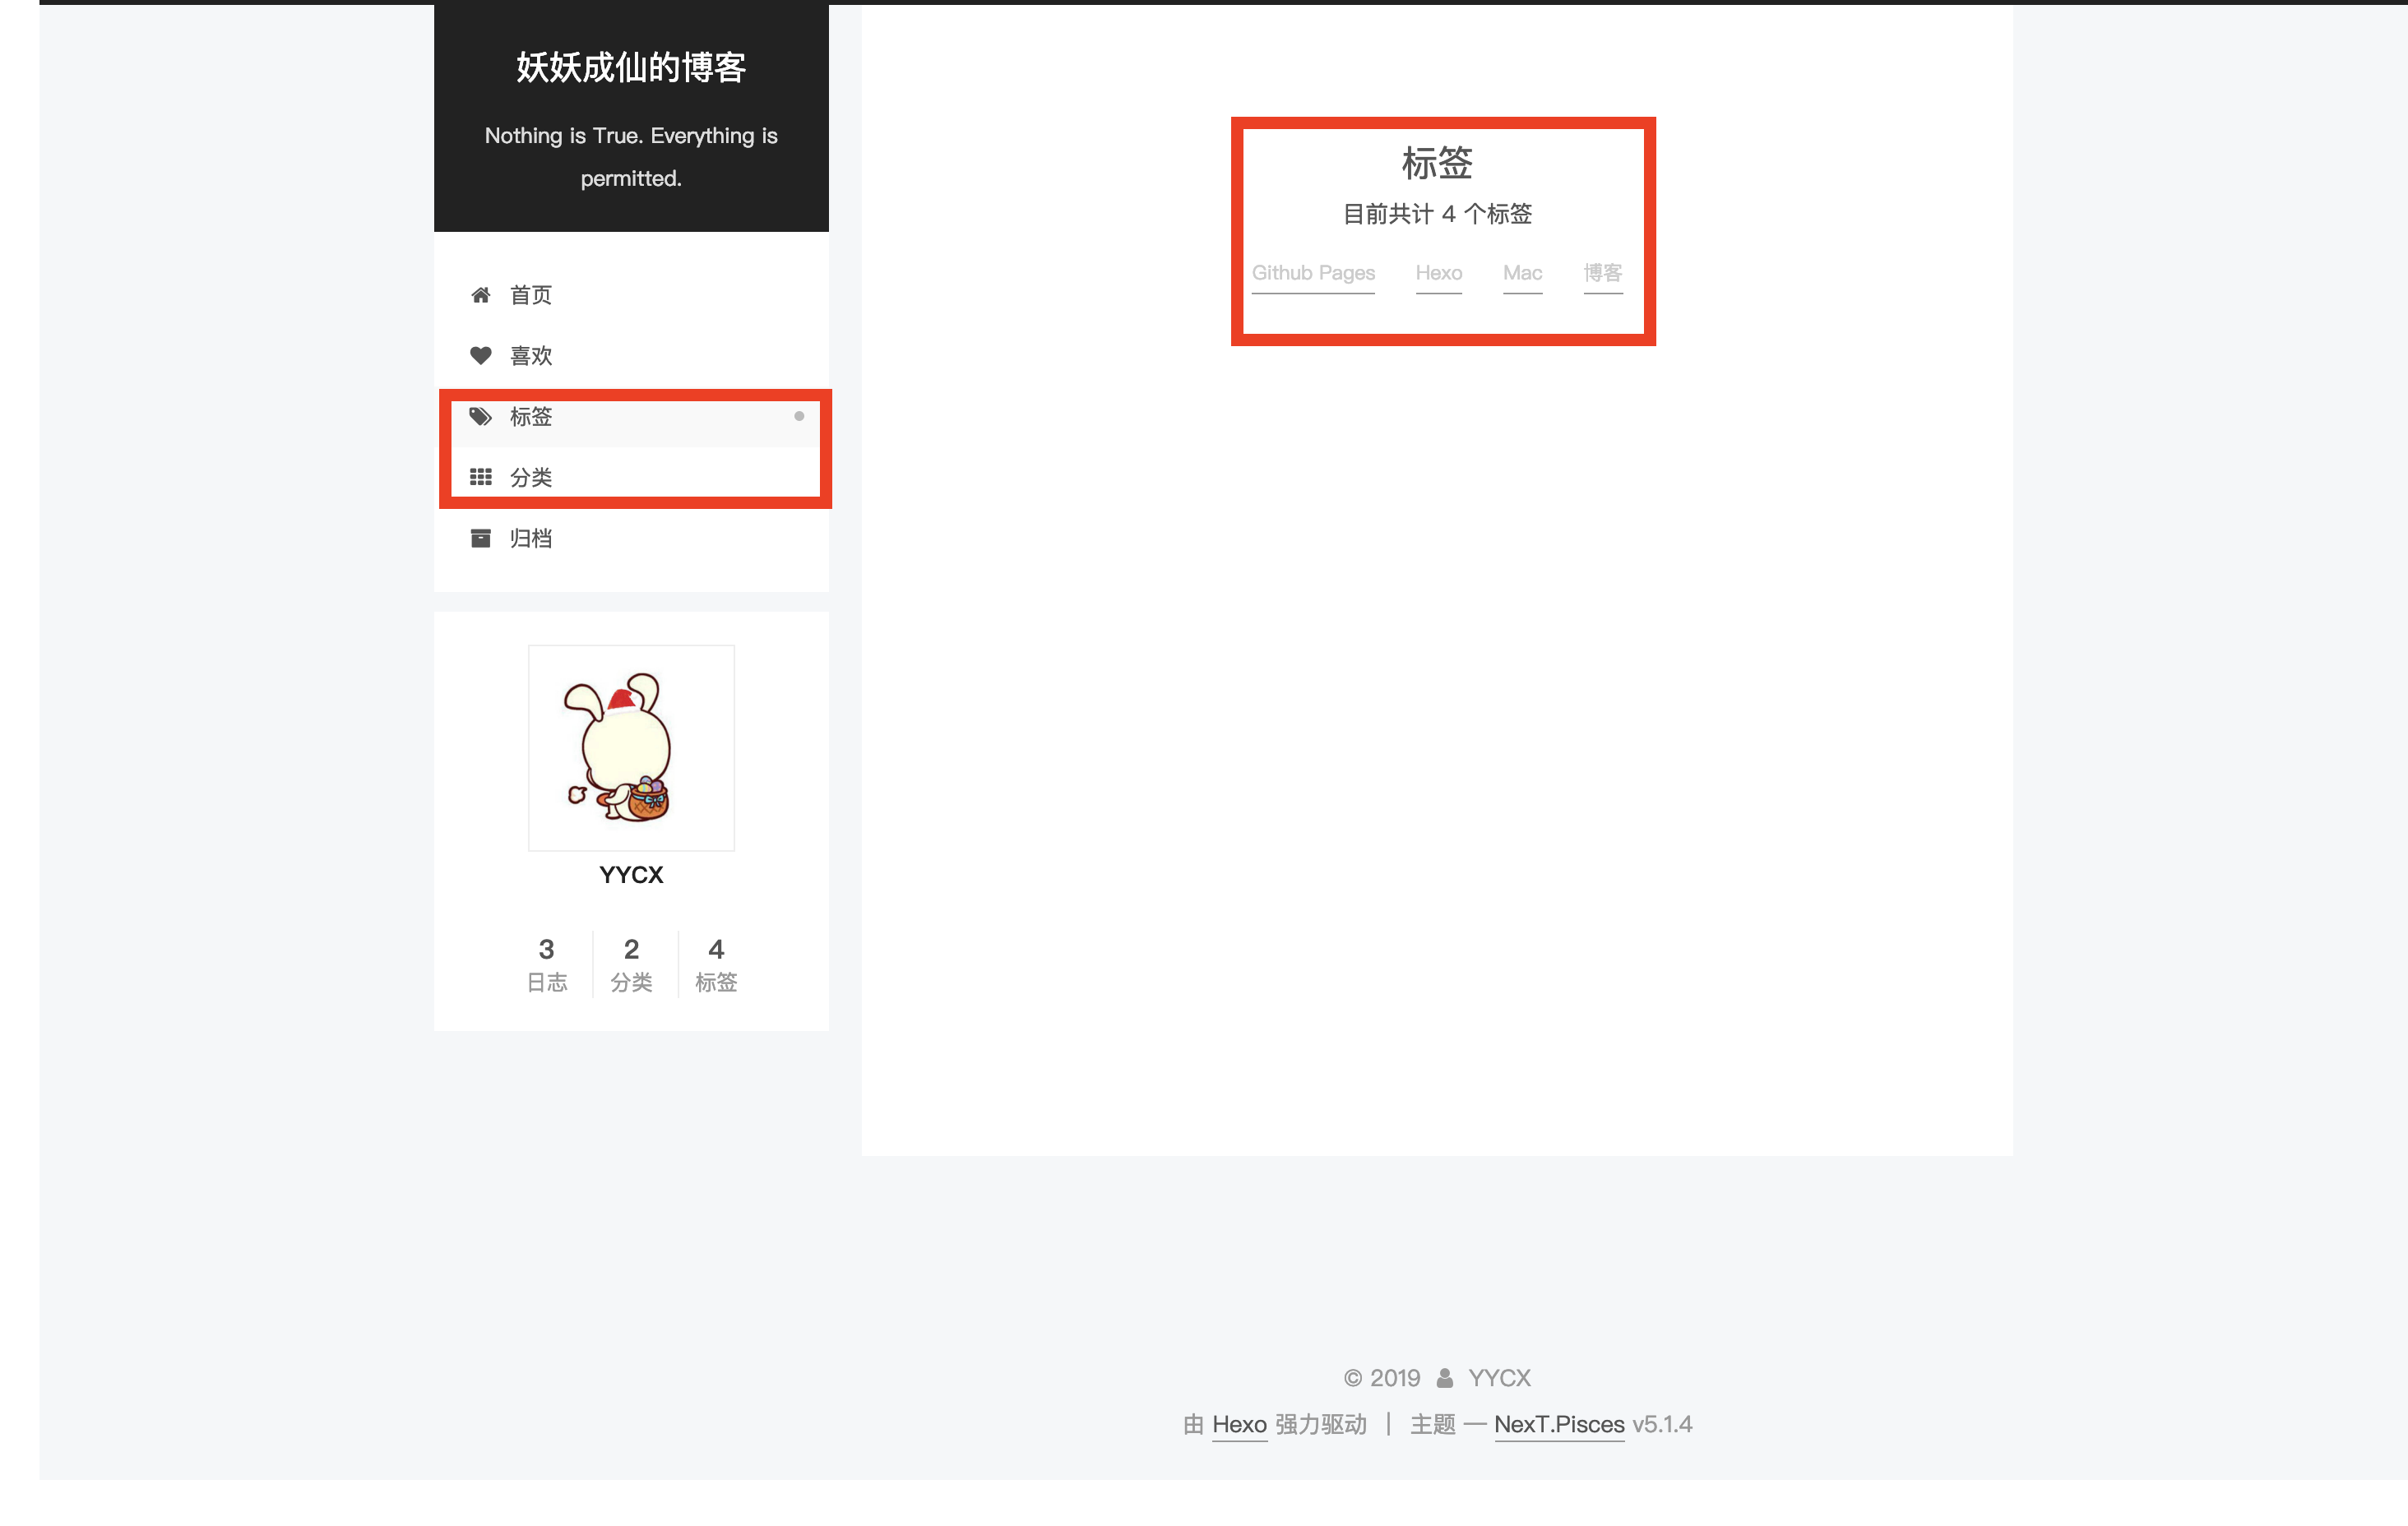 妖妖成仙的博客
Nothing is True. Everything is
permitted.
首页
喜欢
标签
分类
归档
YYCX
3 2 4
日志 分类 标签
标签
目前共计 4 个标签
Github Pages Hexo Mac 博客
© 2019 YYCX
由 Hexo 强力驱动 | 主题 — NexT.Pisces v5.1.4